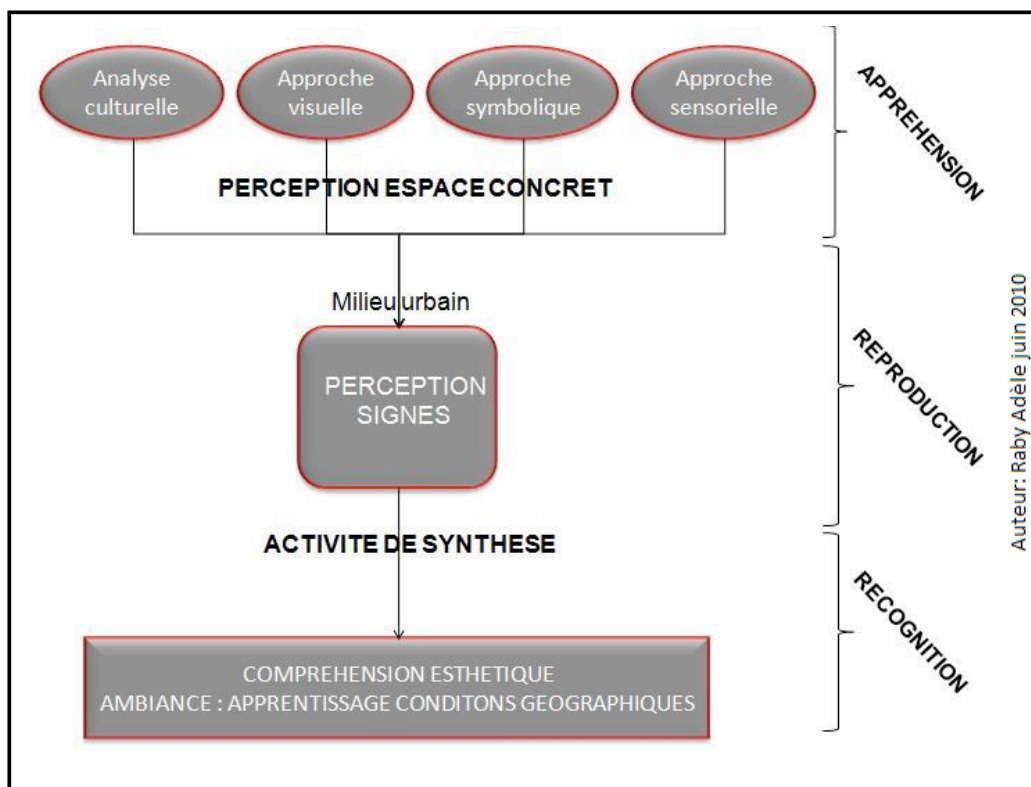 Analyse
culturelle
Approche
visuelle
Approche
symbolique
Approche
sensorielle
APPREHENSION
PERCEPTION ESPACE CONCRET
Milieu urbain
PERCEPTION
SIGNES
REPRODUCTION
ACTIVITE DE SYNTHESE
COMPREHENSION ESTHETIQUE
AMBIANCE : APPRENTISSAGE CONDITONS GEOGRAPHIQUES
RECOGNITION
Auteur: Raby Adèle juin 2010